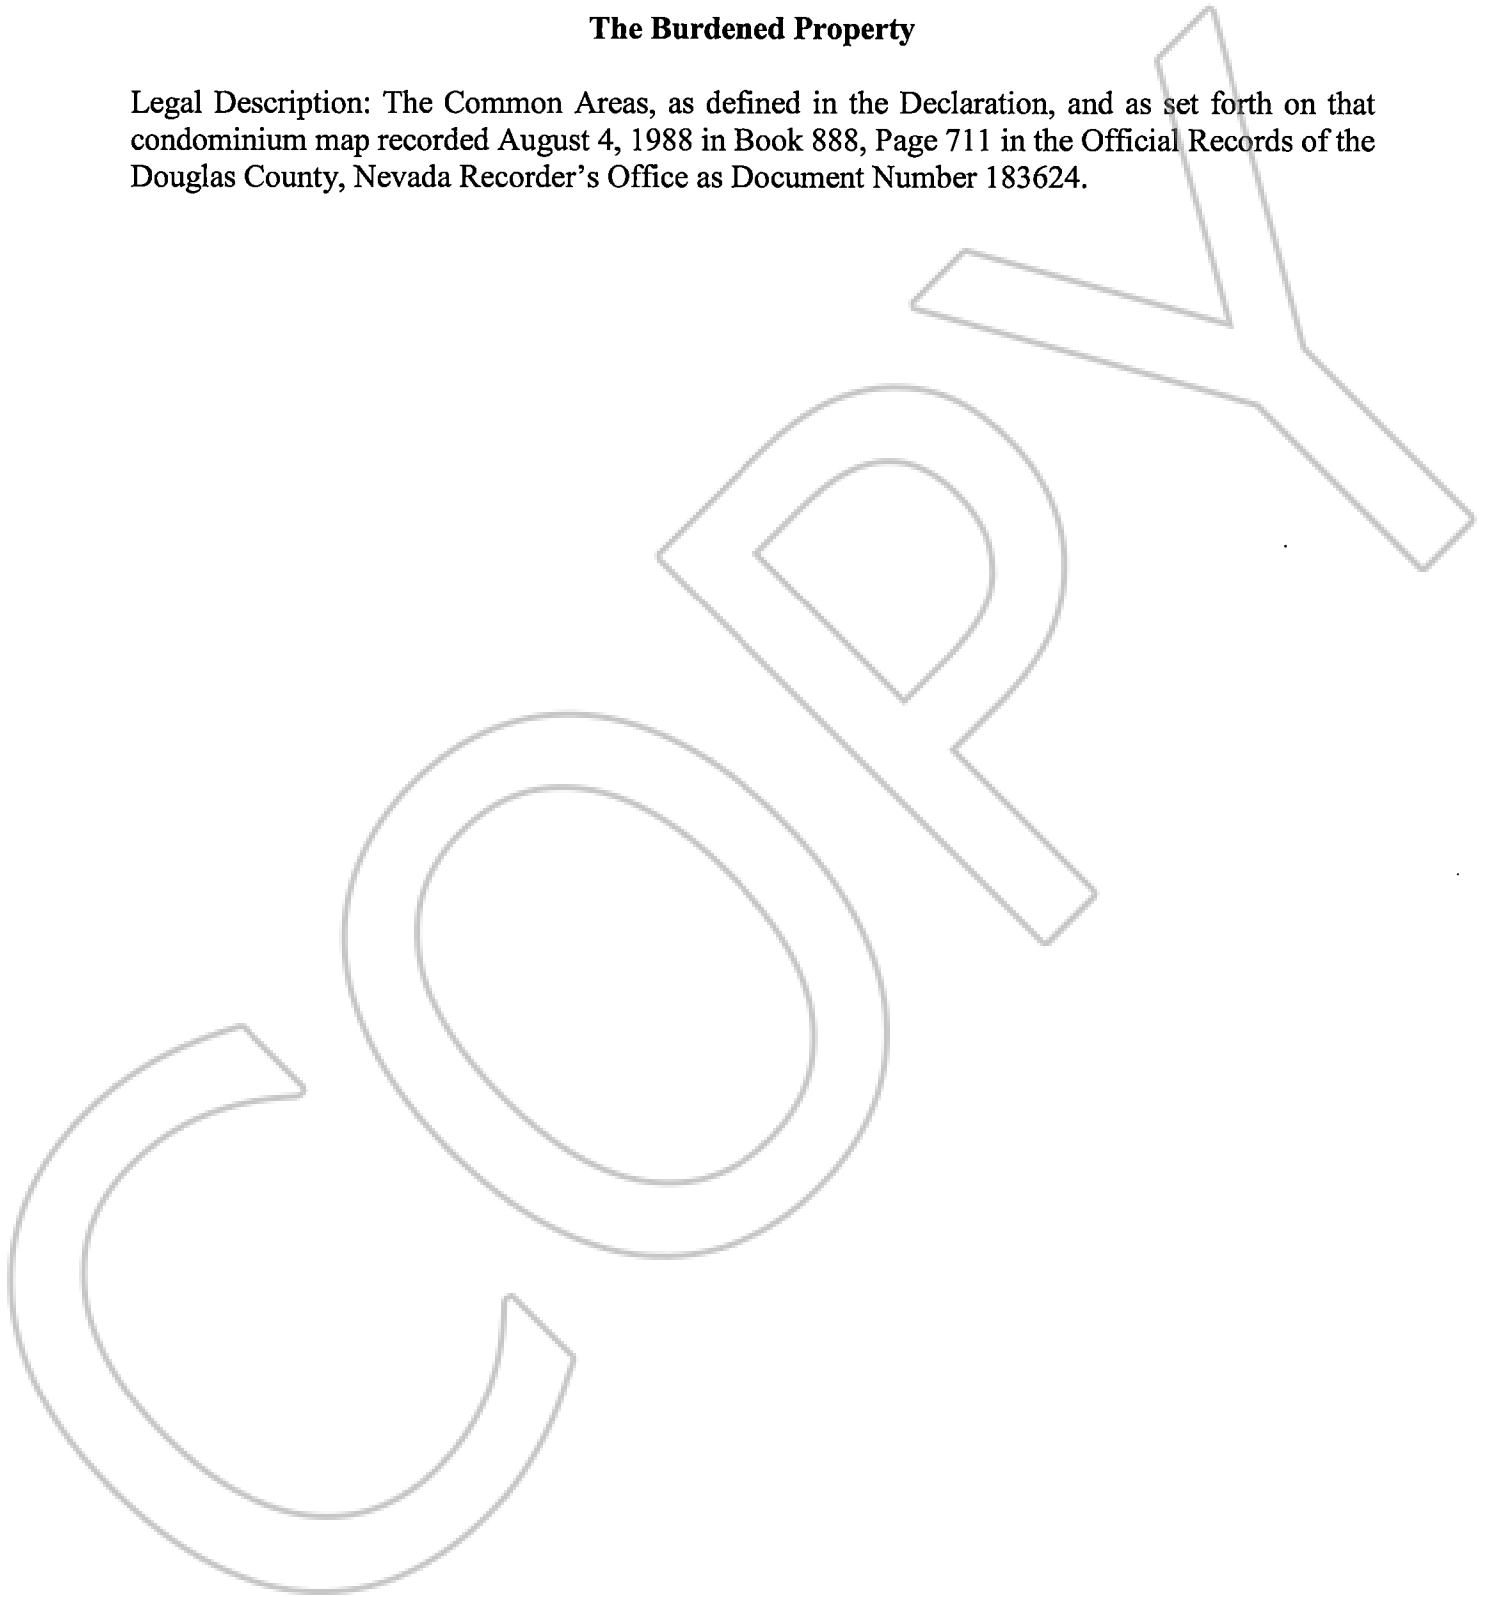 The Burdened Property
Legal Description: The Common Areas, as defined in the Declaration, and as set forth on that
condominium map recorded August 4, 1988 in Book 888, Page 711 in the Official Records of the
Douglas County, Nevada Recorder's Office as Document Number 183624.
COPY